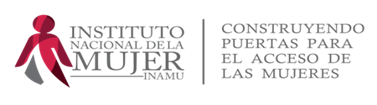 INSTITUTO
NACIONAL DE LA
MUJER
INAMU
CONSTRUYENDO
PUERTAS PARA
EL ACCESO DE
LAS MUJERES